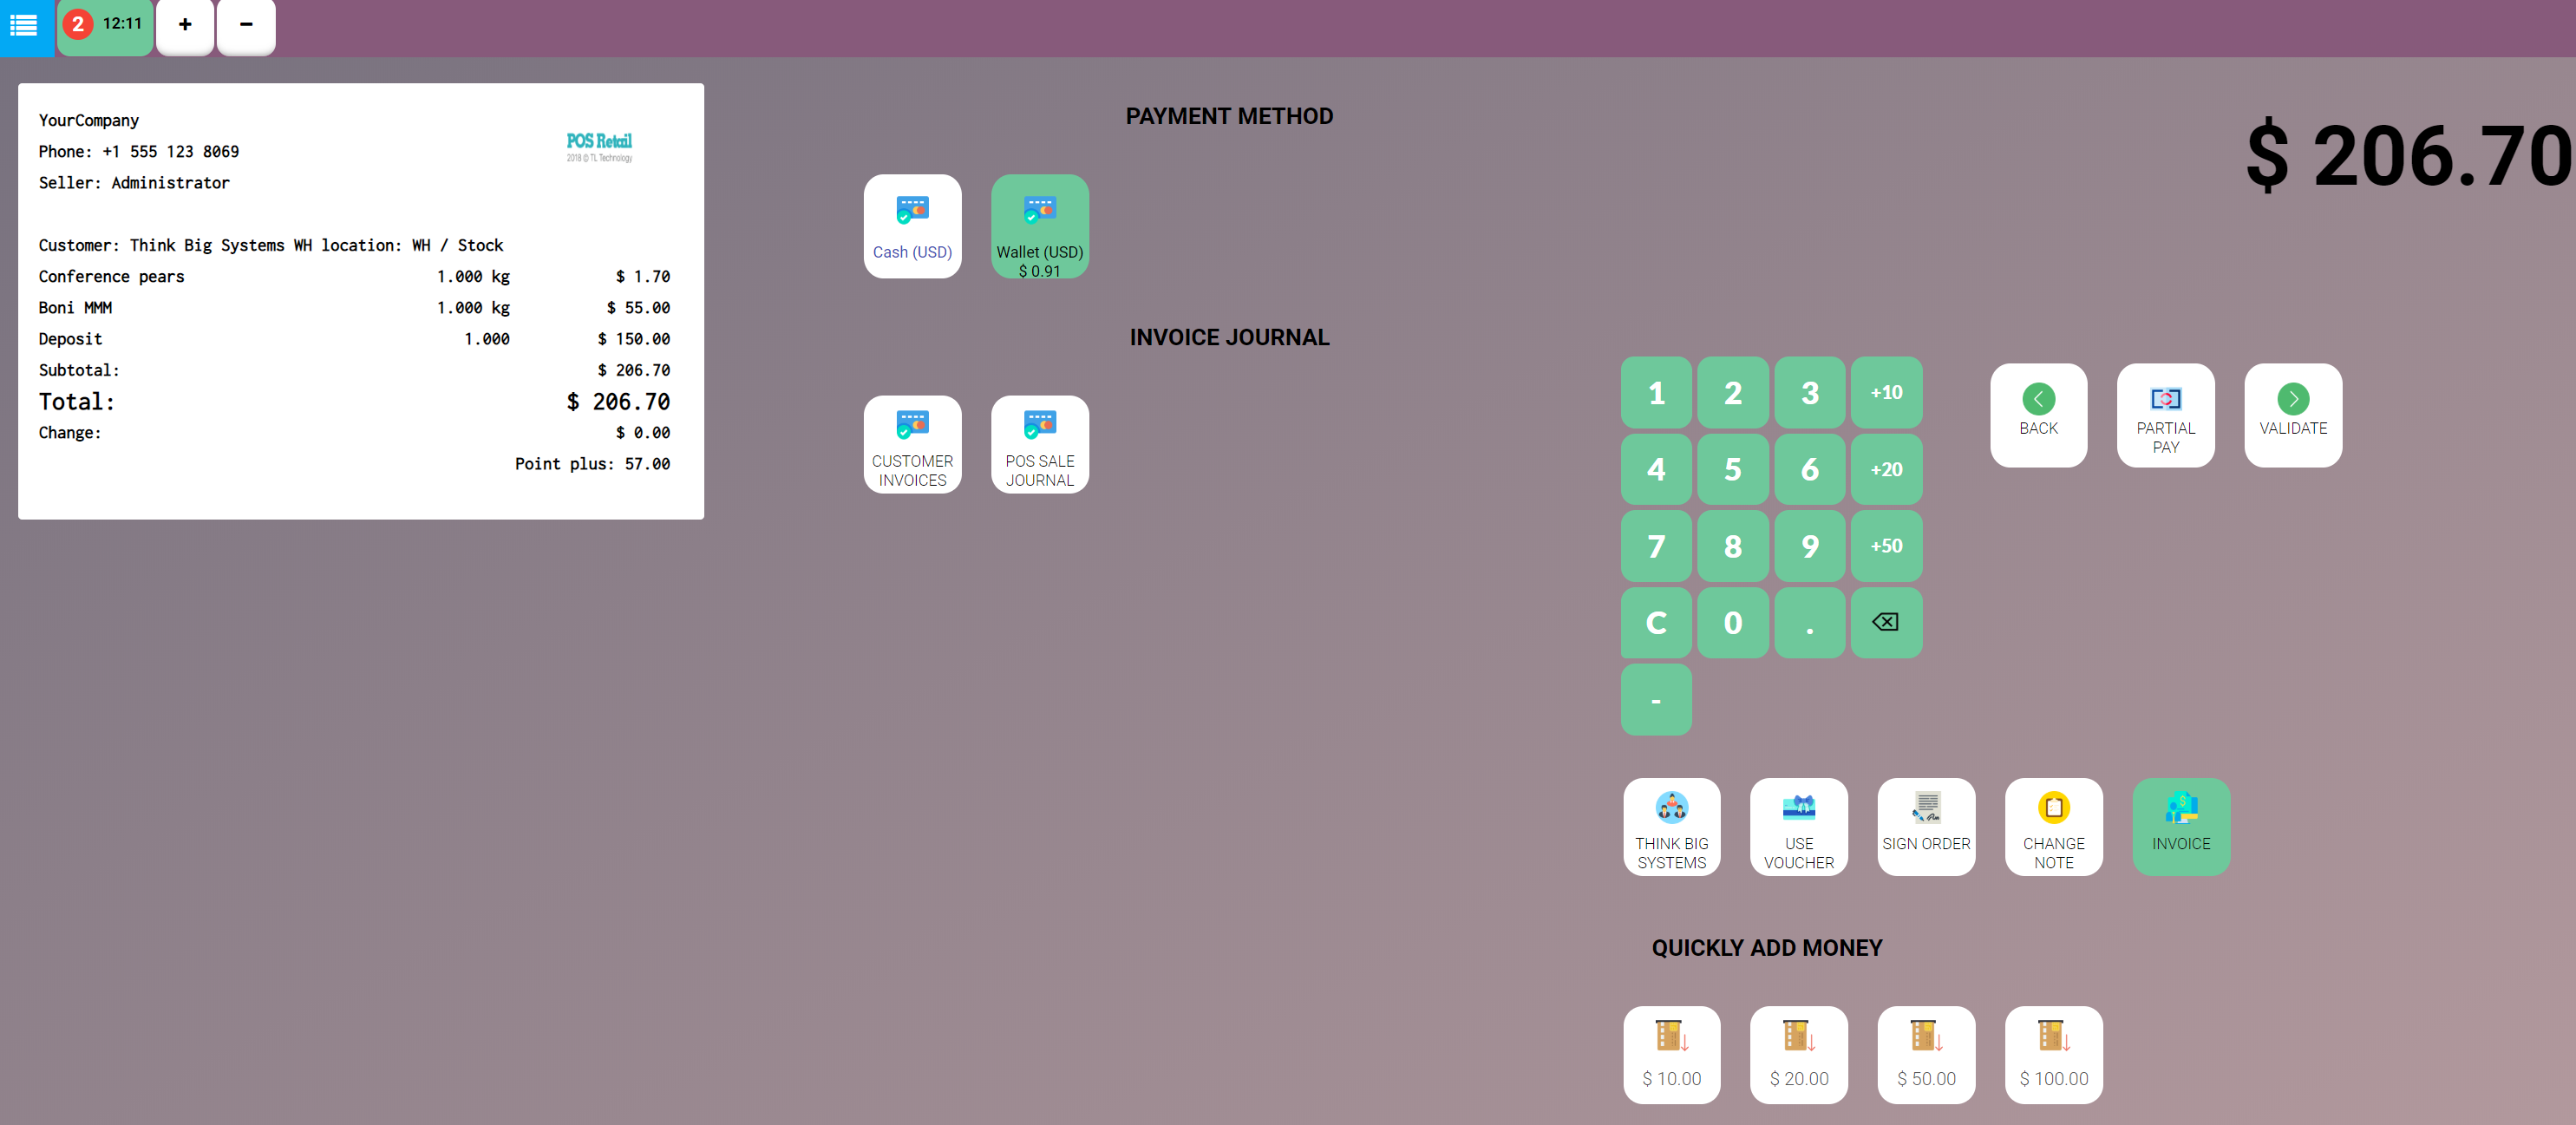 2 12:11 + −
YourCompany
Phone: +1 555 123 8069
Seller: Administrator
POS Retail
2018 © TL Technology
Customer: Think Big Systems WH location: WH / Stock
Conference pears 1.000 kg $ 1.70
Boni MMM 1.000 kg $ 55.00
Deposit 1.000 $ 150.00
Subtotal: $ 206.70
Total: $ 206.70
Change: $ 0.00
Point plus: 57.00
PAYMENT METHOD
Cash (USD)
Wallet (USD)
$ 0.91
INVOICE JOURNAL
CUSTOMER
INVOICES
POS SALE
JOURNAL
$ 206.70
1 2 3 +10
4 5 6 +20
7 8 9 +50
C 0 .
-
BACK
PARTIAL
PAY
VALIDATE
THINK BIG
SYSTEMS
USE
VOUCHER
SIGN ORDER
CHANGE
NOTE
INVOICE
QUICKLY ADD MONEY
$ 10.00
$ 20.00
$ 50.00
$ 100.00